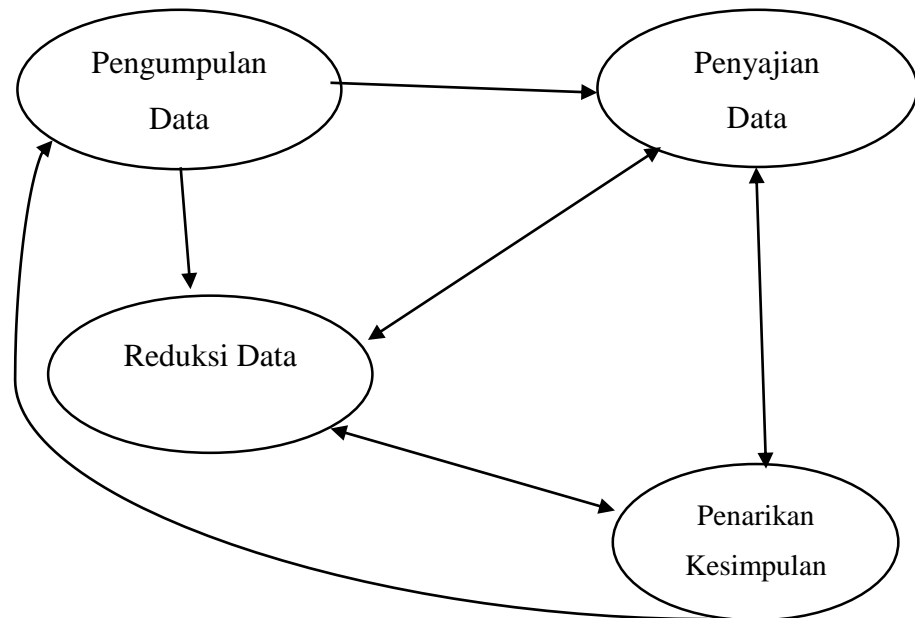 Pengumpulan
Data
Penyajian
Data
Reduksi Data
Penarikan
Kesimpulan